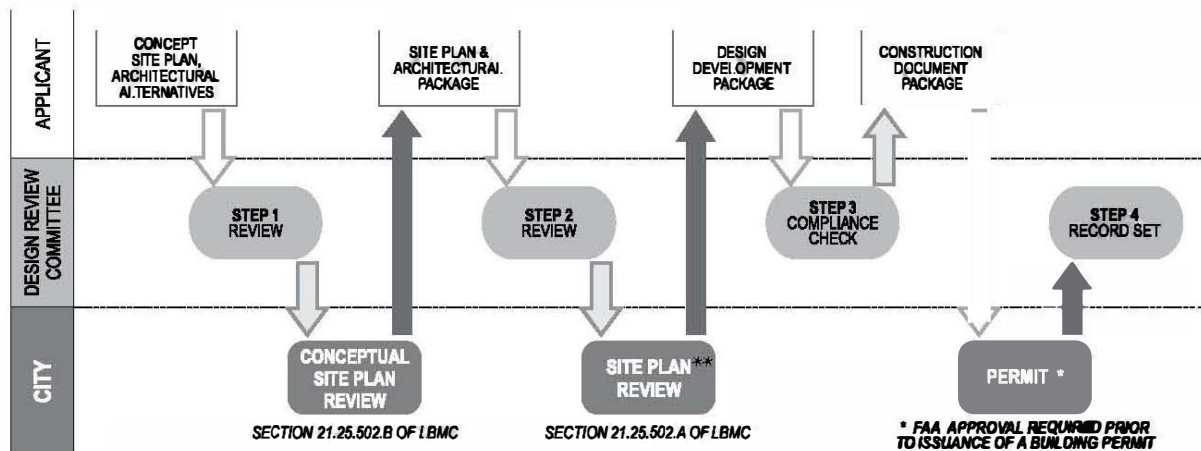 APPLICANT
CONCEPT
SITE PLAN,
ARCHITECTURAL
ALTERNATIVES
SITE PLAN &
ARCHITECTURAL
PACKAGE
DESIGN
DEVELOPMENT
PACKAGE
CONSTRUCTION
DOCUMENT
PACKAGE
DESIGN REVIEW
COMMITTEE
STEP 1
REVIEW
STEP 2
REVIEW
STEP 3
COMPLIANCE
CHECK
STEP 4
RECORD SET
CITY
CONCEPTUAL
SITE PLAN
REVIEW
SECTION 21.25.502.B OF LBMC
SITE PLAN**
REVIEW
SECTION 21.25.502.A OF LBMC
PERMIT *
* FAA APPROVAL REQUIRED PRIOR
TO ISSUANCE OF A BUILDING PERMIT